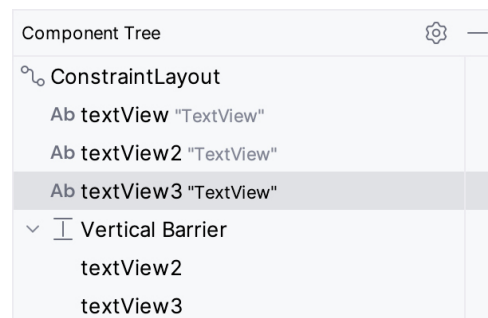 Component Tree
ConstraintLayout
Ab textView "TextView"
Ab textView2 "TextView"
Ab textView3 "TextView"
Vertical Barrier
textView2
textView3